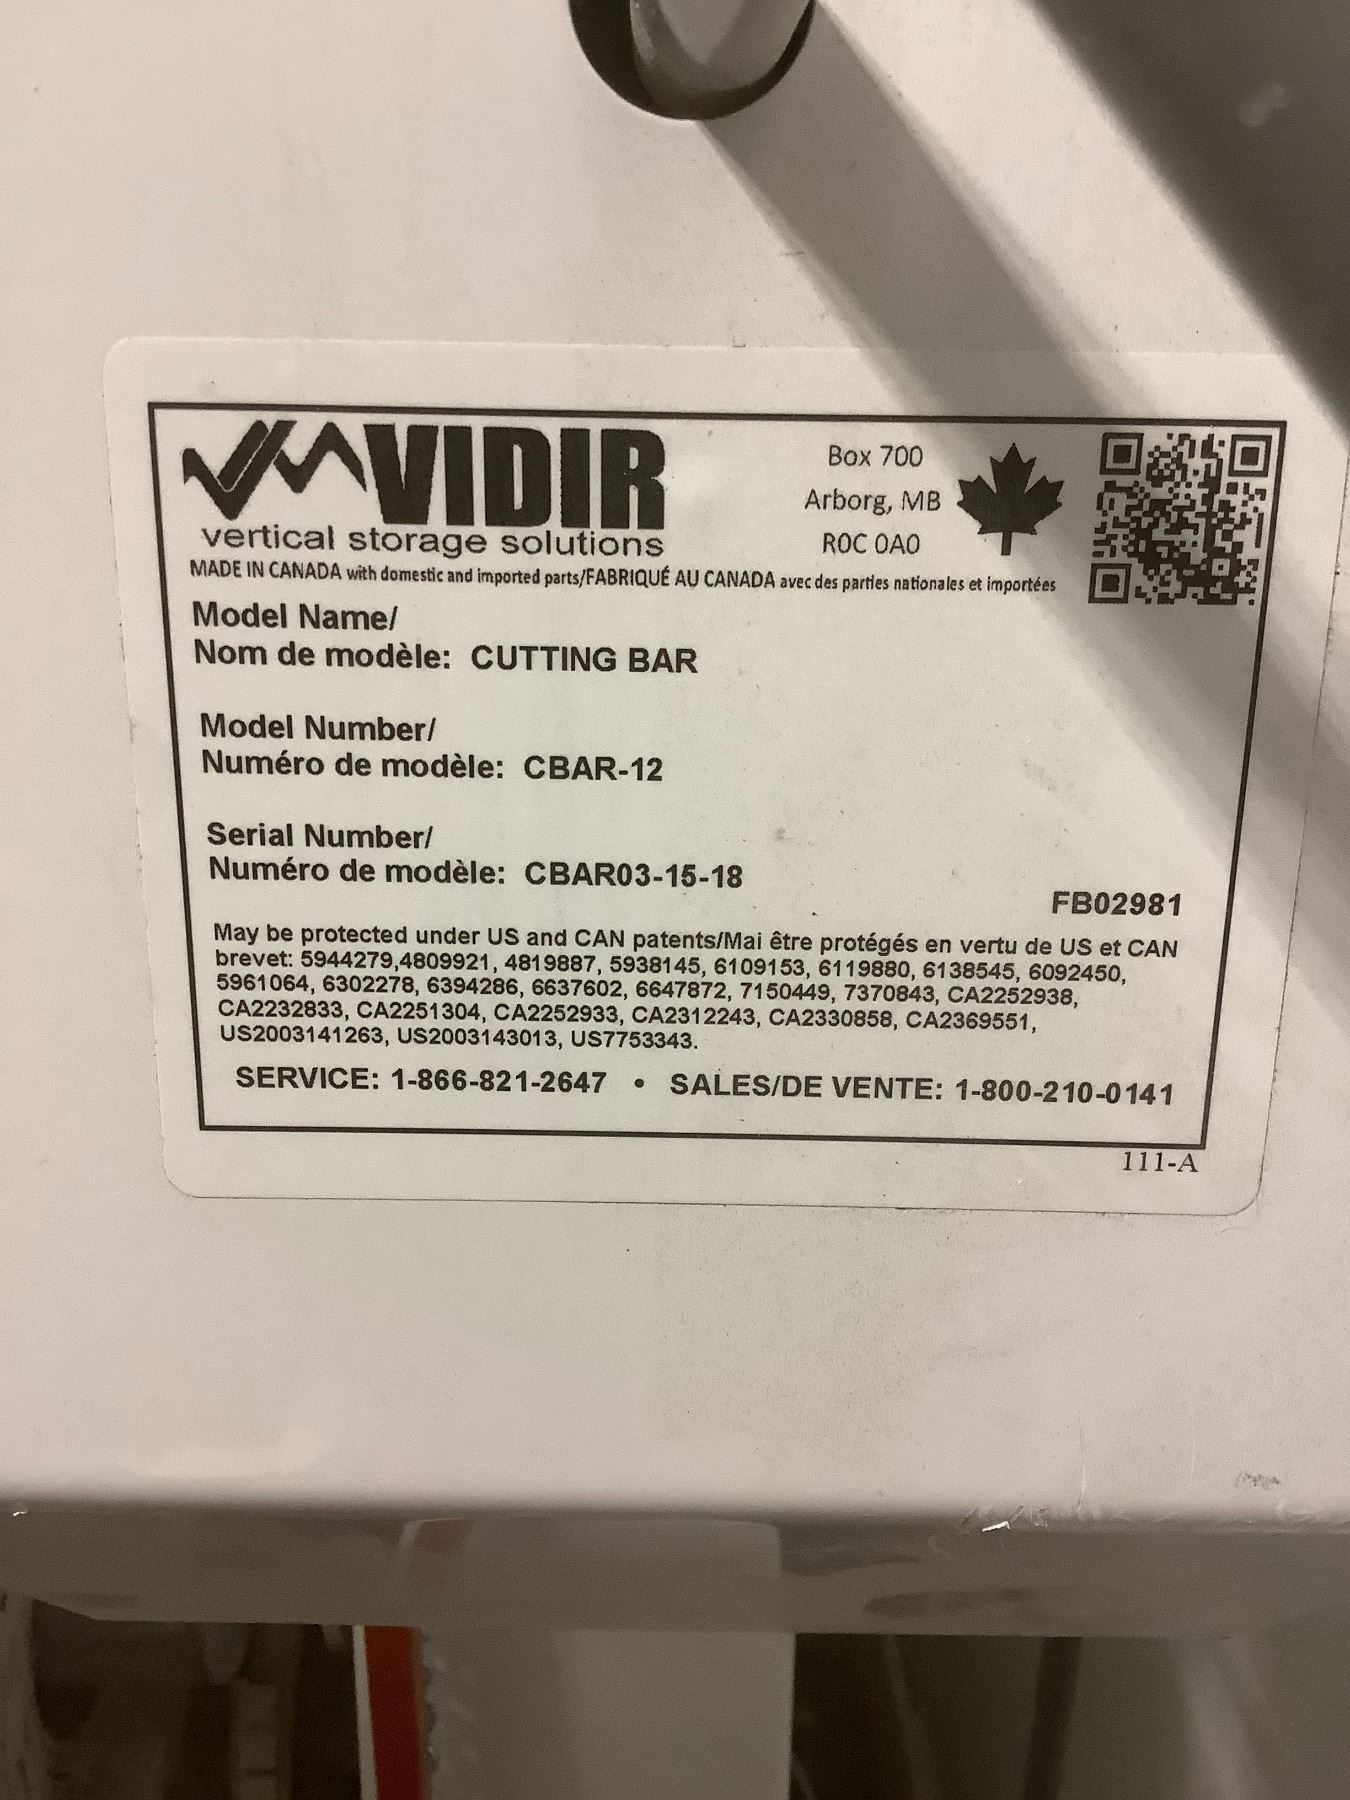 VIDIR
vertical storage solutions
Box 700
Arborg, MB
R0C 0A0
MADE IN CANADA with domestic and imported parts/FABRIQUÉ AU CANADA avec des parties nationales et importées
Model Name/
Nom de modèle: CUTTING BAR
Model Number/
Numéro de modèle: CBAR-12
Serial Number/
Numéro de modèle: CBAR03-15-18
FB02981
May be protected under US and CAN patents/Mai être protégés en vertu de US et CAN
brevet: 5944279,4809921, 4819887, 5938145, 6109153, 6119880, 6138545, 6092450,
5961064, 6302278, 6394286, 6637602, 6647872, 7150449, 7370843, CA2252938,
CA2232833, CA2251304, CA2252933, CA2312243, CA2330858, CA2369551,
US2003141263, US2003143013, US7753343.
SERVICE: 1-866-821-2647 • SALES/DE VENTE: 1-800-210-0141
111-A